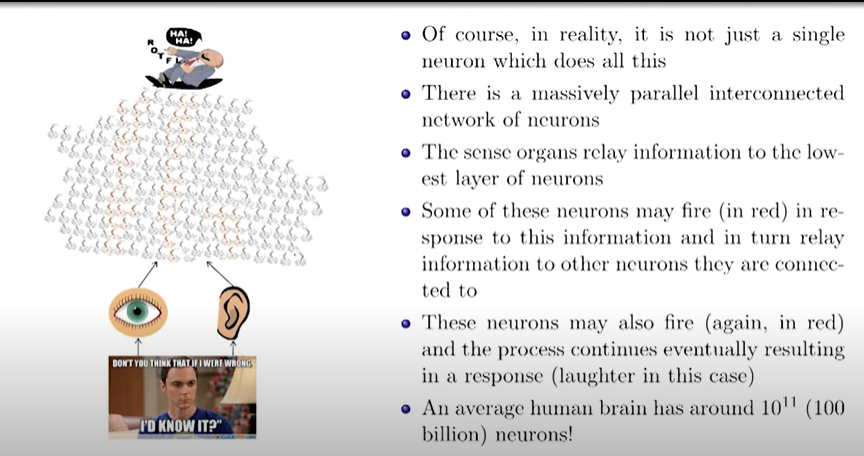 HA!
HA!
ROTFL
DON'T YOU THINK THAT IF I WERE WRONG,
I'D KNOW IT?"
Of course, in reality, it is not just a single
neuron which does all this
There is a massively parallel interconnected
network of neurons
The sense organs relay information to the low-
est layer of neurons
Some of these neurons may fire (in red) in re-
sponse to this information and in turn relay
information to other neurons they are connec-
ted to
These neurons may also fire (again, in red)
and the process continues eventually resulting
in a response (laughter in this case)
An average human brain has around 10¹¹ (100
billion) neurons!